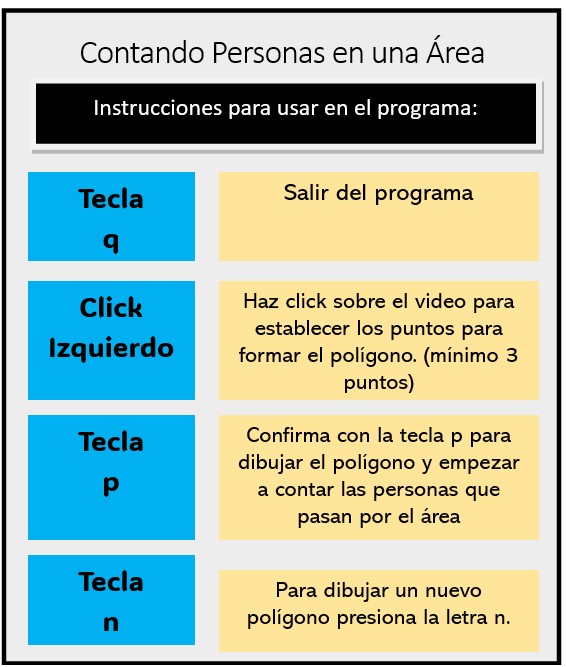 Contando Personas en una Área
Instrucciones para usar en el programa:
Tecla
q
Salir del programa
Click
Izquierdo
Haz click sobre el video para
establecer los puntos para
formar el polígono. (mínimo 3
puntos)
Tecla
p
Confirma con la tecla p para
dibujar el polígono y empezar
a contar las personas que
pasan por el área
Tecla
n
Para dibujar un nuevo
polígono presiona la letra n.